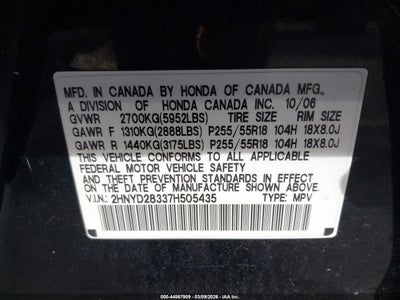 MFD. IN CANADA BY HONDA OF CANADA MFG.,
A DIVISION OF HONDA CANADA INC. 10/06
GVWR 2700KG(5952LBS) TIRE SIZE RIM SIZE
GAWR F 1310KG(2888LBS) P255/55R18 104H 18X8.0J
GAWR R 1440KG(3175LBS) P255/55R18 104H 18X8.0J
THIS VEHICLE CONFORMS TO ALL APPLICABLE
FEDERAL MOTOR VEHICLE SAFETY
AND THEFT PREVENTION STANDARDS IN EFFECT
ON THE DATE OF MANUFACTURE SHOWN ABOVE.
V.I.N.: 2HNYD28337H505435 TYPE: MPV
000-44567909 - 03/09/2026 - IAA Inc.